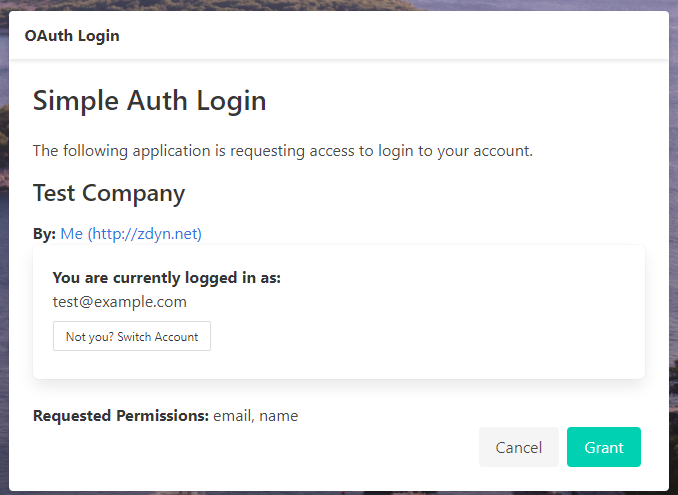 OAuth Login
Simple Auth Login
The following application is requesting access to login to your account.
Test Company
By: Me (http://zdyn.net)
You are currently logged in as:
test@example.com
Not you? Switch Account
Requested Permissions: email, name
Cancel Grant